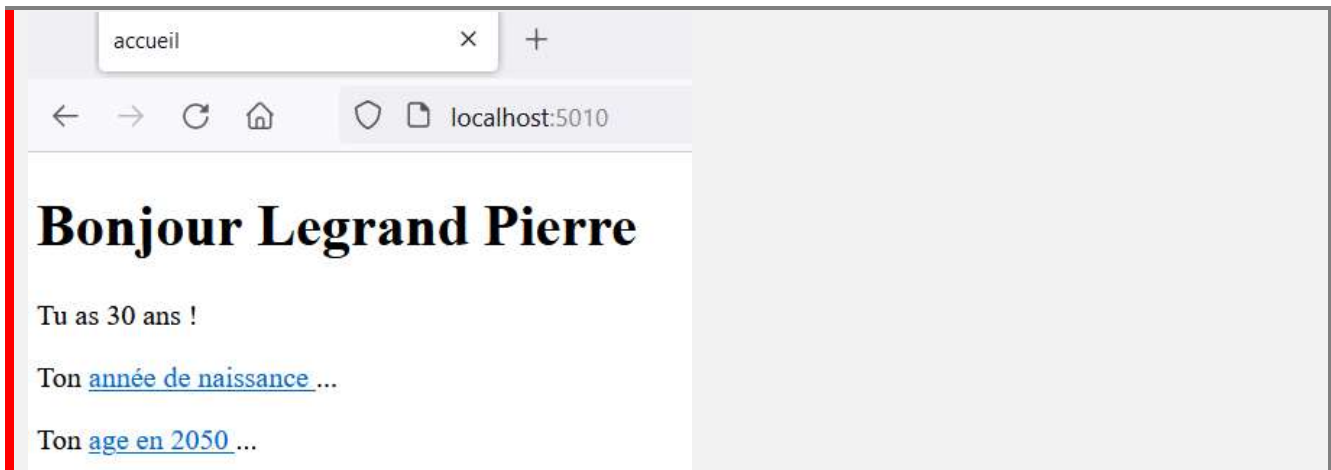 accueil
localhost:5010
Bonjour Legrand Pierre
Tu as 30 ans !
Ton année de naissance ...
Ton age en 2050 ...